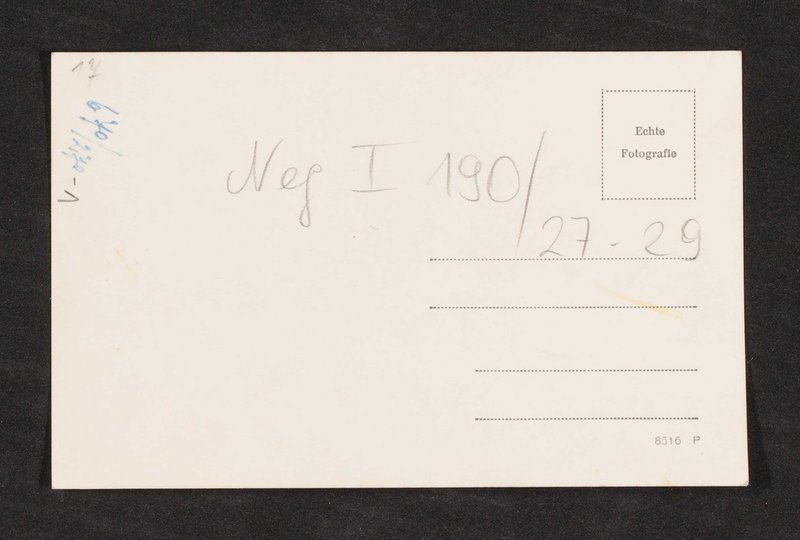 17
Echte
Fotografie
Neg I 190/
27-29
8516 P